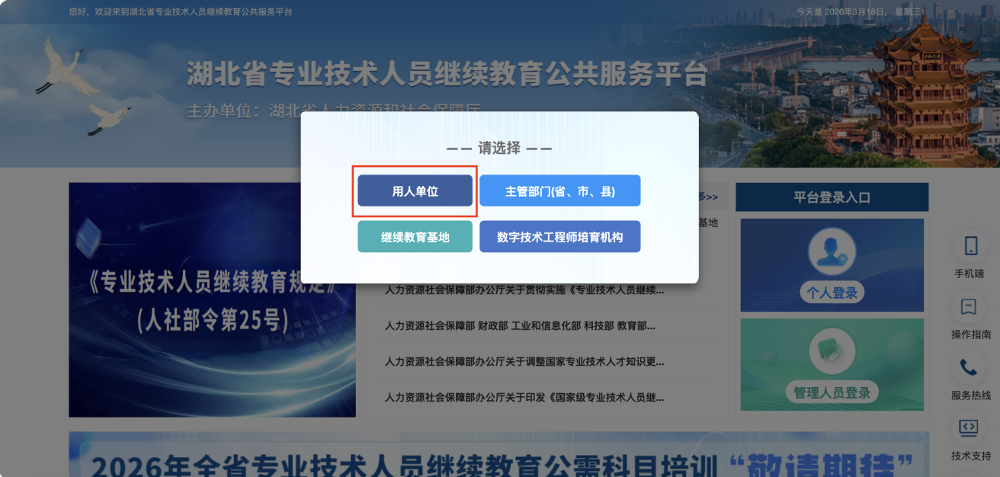 您好，欢迎来到湖北省专业技术人员继续教育公共服务平台
今天是 2026年3月18日， 星期三！
湖北省专业技术人员继续教育公共服务平台
主办单位：湖北省人力资源和社会保障厅
—— 请选择 ——
用人单位
主管部门(省、市、县)
继续教育基地
数字技术工程师培育机构
多>>
基地
《专业技术人员继续教育规定》
(人社部令第25号)
人力资源社会保障部办公厅关于贯彻实施《专业技术人员继续...
人力资源社会保障部 财政部 工业和信息化部 科技部 教育部...
人力资源社会保障部办公厅关于调整国家专业技术人才知识更...
人力资源社会保障部办公厅关于印发《国家级专业技术人员继...
平台登录入口
个人登录
管理人员登录
手机端
操作指南
服务热线
技术支持
2026年全省专业技术人员继续教育公需科目培训“敬请期待”